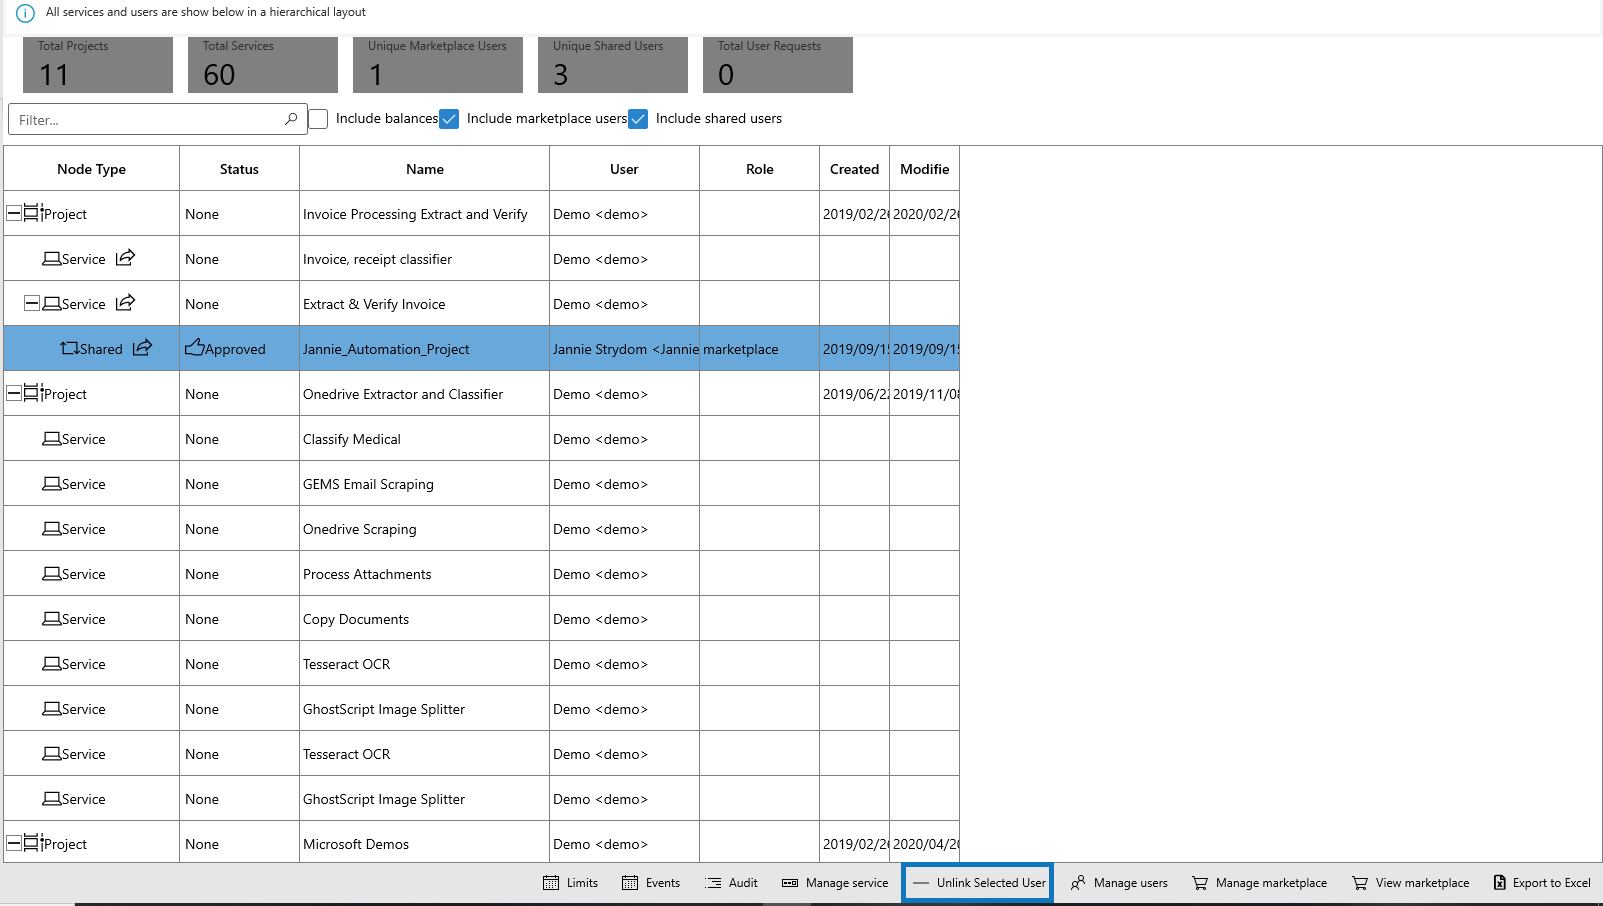 All services and users are show below in a hierarchical layout
Total Projects Total Services Unique Marketplace Users Unique Shared Users Total User Requests
11 60 1 3 0
Filter... Include balances Include marketplace users Include shared users
Node Type Status Name User Role Created Modifie
Project None Invoice Processing Extract and Verify Demo <demo> 2019/02/26 2020/02/26
Service None Invoice, receipt classifier Demo <demo>
Service None Extract & Verify Invoice Demo <demo>
Shared Approved Jannie_Automation_Project Jannie Strydom <Jannie marketplace 2019/09/15 2019/09/15
Project None Onedrive Extractor and Classifier Demo <demo> 2019/06/22 2019/11/08
Service None Classify Medical Demo <demo>
Service None GEMS Email Scraping Demo <demo>
Service None Onedrive Scraping Demo <demo>
Service None Process Attachments Demo <demo>
Service None Copy Documents Demo <demo>
Service None Tesseract OCR Demo <demo>
Service None GhostScript Image Splitter Demo <demo>
Service None Tesseract OCR Demo <demo>
Service None GhostScript Image Splitter Demo <demo>
Project None Microsoft Demos Demo <demo> 2019/02/26 2020/04/20
Limits Events Audit Manage service Unlink Selected User Manage users Manage marketplace View marketplace Export to Excel